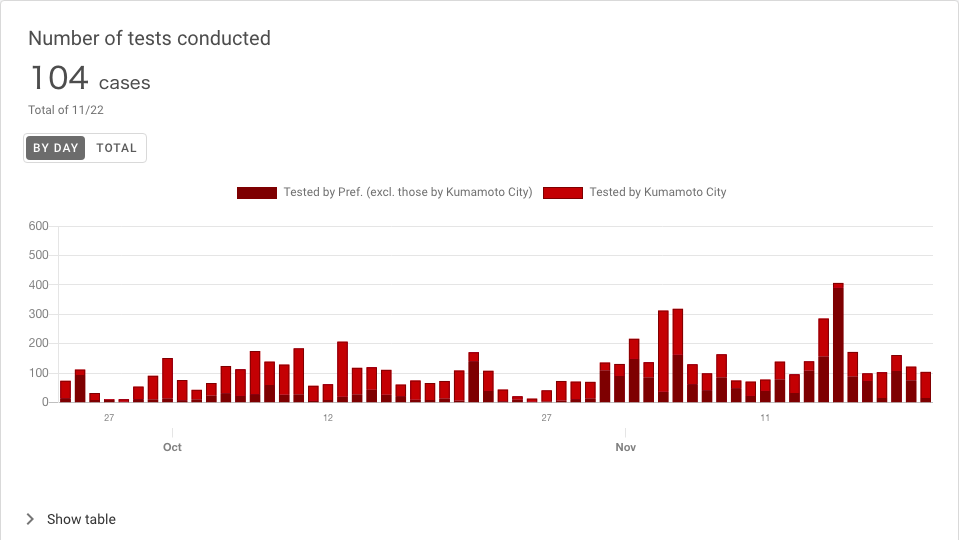 Number of tests conducted
104 cases
Total of 11/22
BY DAY TOTAL
Tested by Pref. (excl. those by Kumamoto City) Tested by Kumamoto City
600
500
400
300
200
100
0
27 12 27 11
Oct Nov
Show table